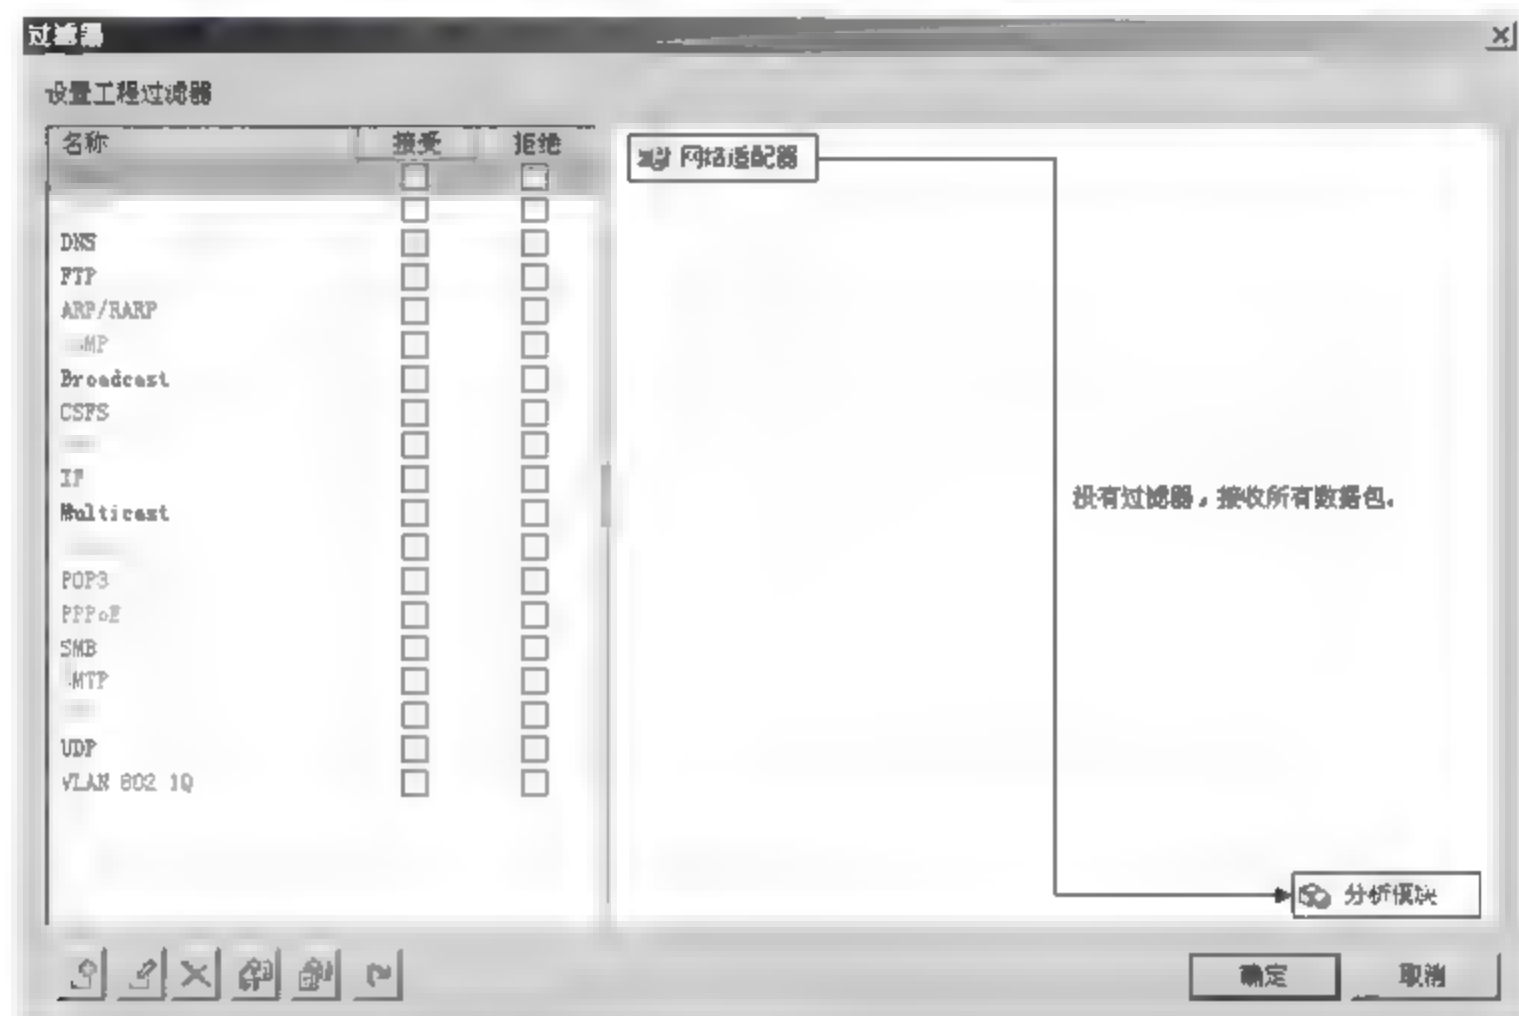 过滤器
设置工程过滤器
名称 接受 拒绝
网络适配器
DNS
FTP
ARP/RARP
MP
Broadcast
CSFS
IP
Multicast
没有过滤器，接收所有数据包.
POP3
PPPoE
SMB
MTP
UDP
VLAN 802 1Q
分析模块
确定 取消